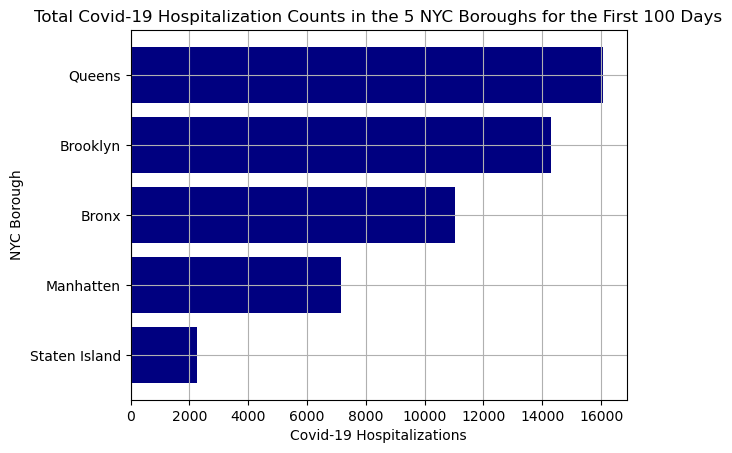 Total Covid-19 Hospitalization Counts in the 5 NYC Boroughs for the First 100 Days
NYC Borough
Queens
Brooklyn
Bronx
Manhatten
Staten Island
0 2000 4000 6000 8000 10000 12000 14000 16000
Covid-19 Hospitalizations